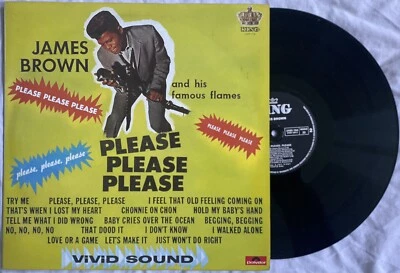 KING
JAMES
BROWN
and his
famous flames
PLEASE PLEASE PLEASE
PLEASE PLEASE PLEASE
please, please, please
PLEASE
PLEASE
PLEASE
TRY ME PLEASE, PLEASE, PLEASE I FEEL THAT OLD FEELING COMING ON
THAT'S WHEN I LOST MY HEART CHONNIE ON CHON HOLD MY BABY'S HAND
TELL ME WHAT I DID WRONG BABY CRIES OVER THE OCEAN BEGGING, BEGGING
NO, NO, NO, NO THAT DOOD IT I DON'T KNOW I WALKED ALONE
LOVE OR A GAME LET'S MAKE IT JUST WON'T DO RIGHT
VIVID SOUND
Polydor